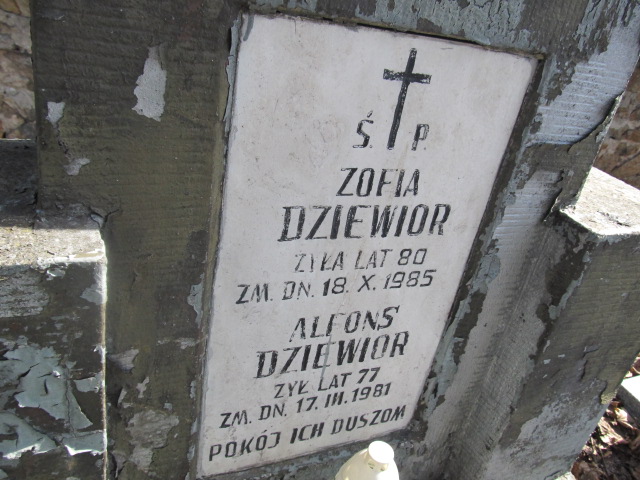 Ś. P
ZOFIA
DZIEWIOR
ŻYŁA LAT 80
ZM. DN. 18. X. 1985
ALFONS
DZIEWIOR
ŻYŁ LAT 77
ZM. DN. 17. III. 1981
POKÓJ ICH DUSZOM